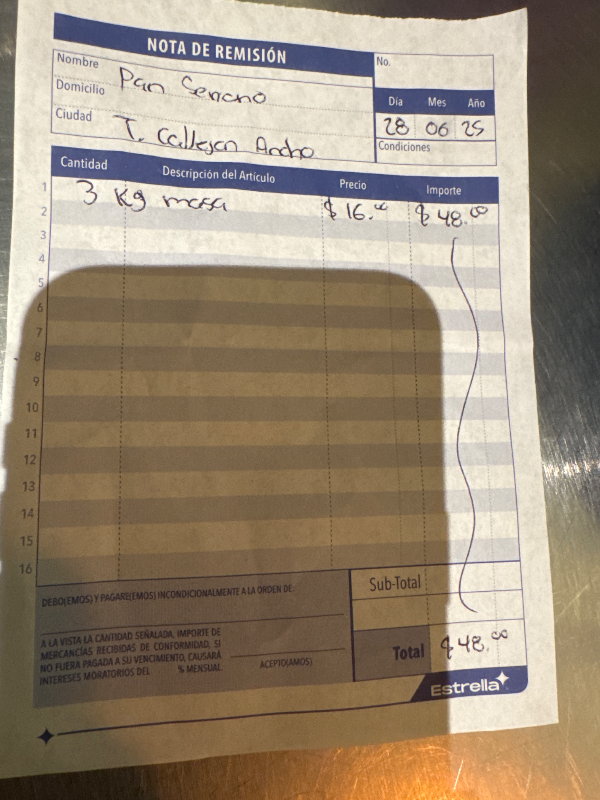 NOTA DE REMISIÓN
No.
Nombre Pan Serrano
Domicilio
Ciudad T. Callejon Ancho
Día Mes Año
28 06 25
Condiciones
Cantidad Descripción del Artículo Precio Importe
1 3 Kg masa $16.00 $48.00
2
3
4
5
6
7
8
9
10
11
12
13
14
15
16
DEBO(EMOS) Y PAGARE(EMOS) INCONDICIONALMENTE A LA ORDEN DE:
Sub-Total
A LA VISTA LA CANTIDAD SEÑALADA, IMPORTE DE
MERCANCÍAS RECIBIDAS DE CONFORMIDAD, SI
NO FUERA PAGADA A SU VENCIMIENTO, CAUSARÁ
INTERESES MORATORIOS DEL % MENSUAL
ACEPTO(AMOS)
Total $48.00
Estrella